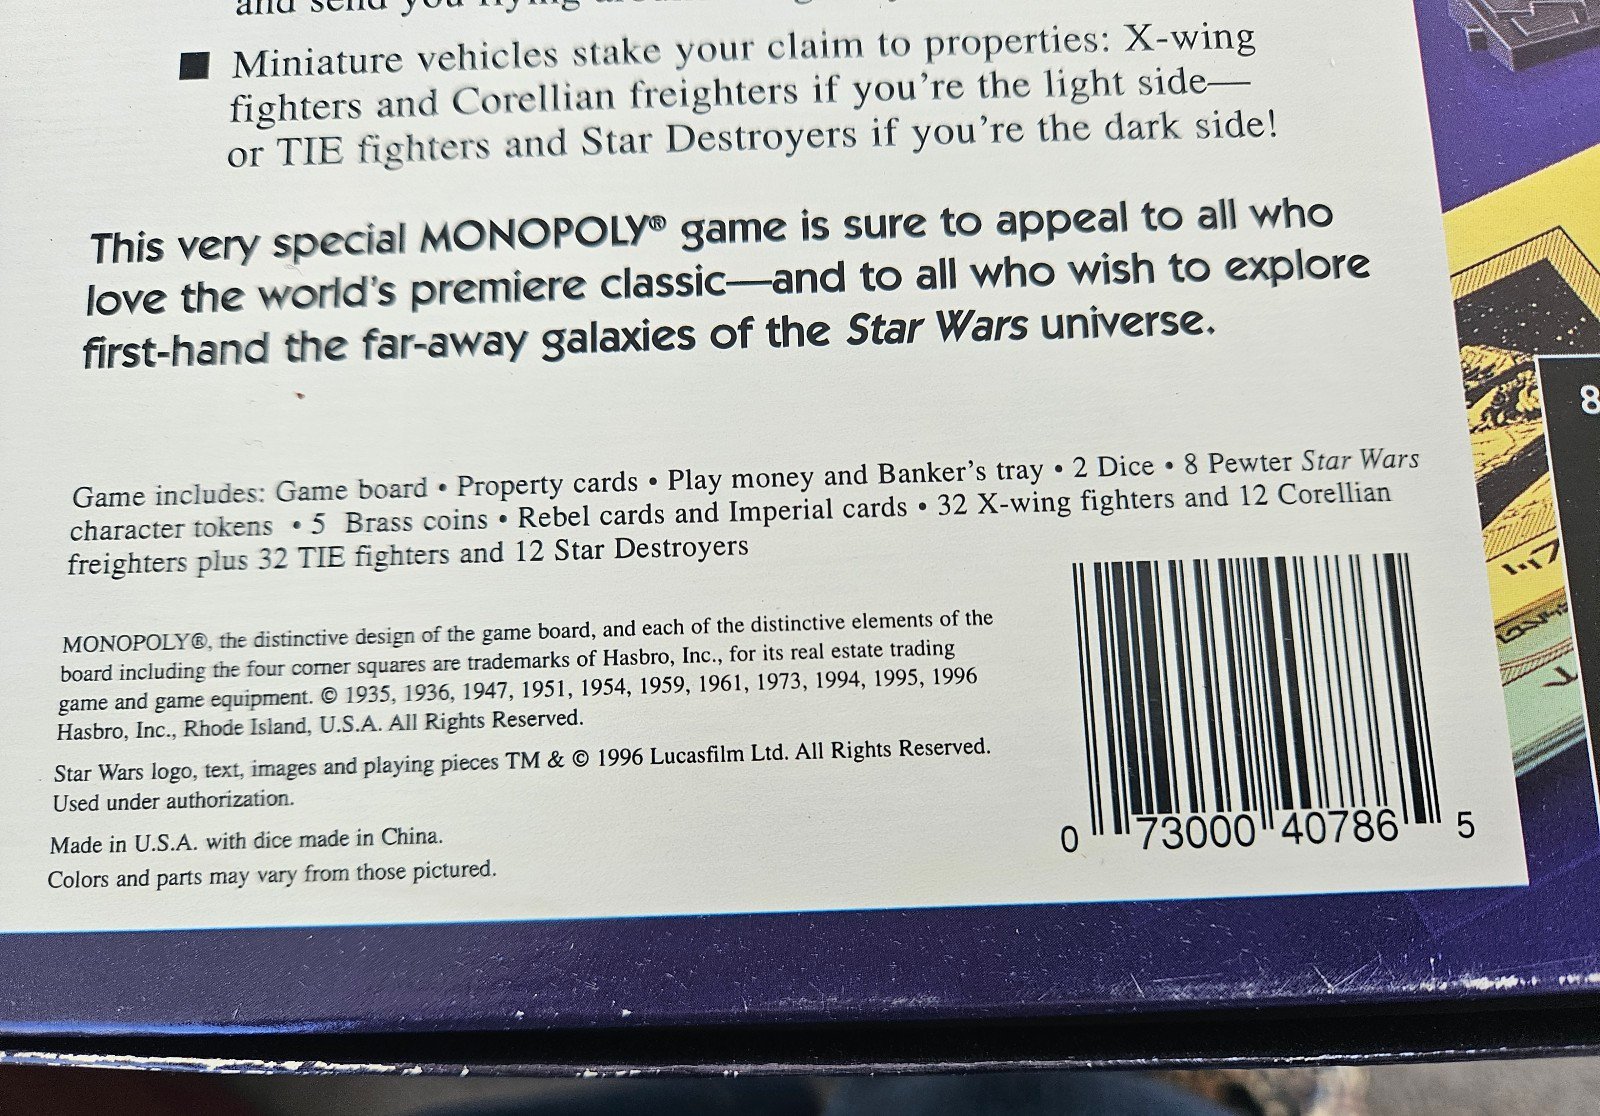 and send you flying
■ Miniature vehicles stake your claim to properties: X-wing
fighters and Corellian freighters if you're the light side—
or TIE fighters and Star Destroyers if you're the dark side!
This very special MONOPOLY® game is sure to appeal to all who
love the world's premiere classic—and to all who wish to explore
first-hand the far-away galaxies of the Star Wars universe.
Game includes: Game board • Property cards • Play money and Banker's tray • 2 Dice • 8 Pewter Star Wars
character tokens • 5 Brass coins • Rebel cards and Imperial cards • 32 X-wing fighters and 12 Corellian
freighters plus 32 TIE fighters and 12 Star Destroyers
MONOPOLY®, the distinctive design of the game board, and each of the distinctive elements of the
board including the four corner squares are trademarks of Hasbro, Inc., for its real estate trading
game and game equipment. © 1935, 1936, 1947, 1951, 1954, 1959, 1961, 1973, 1994, 1995, 1996
Hasbro, Inc., Rhode Island, U.S.A. All Rights Reserved.
Star Wars logo, text, images and playing pieces TM & © 1996 Lucasfilm Ltd. All Rights Reserved.
Used under authorization.
Made in U.S.A. with dice made in China.
Colors and parts may vary from those pictured.
0 73000 40786 5
8